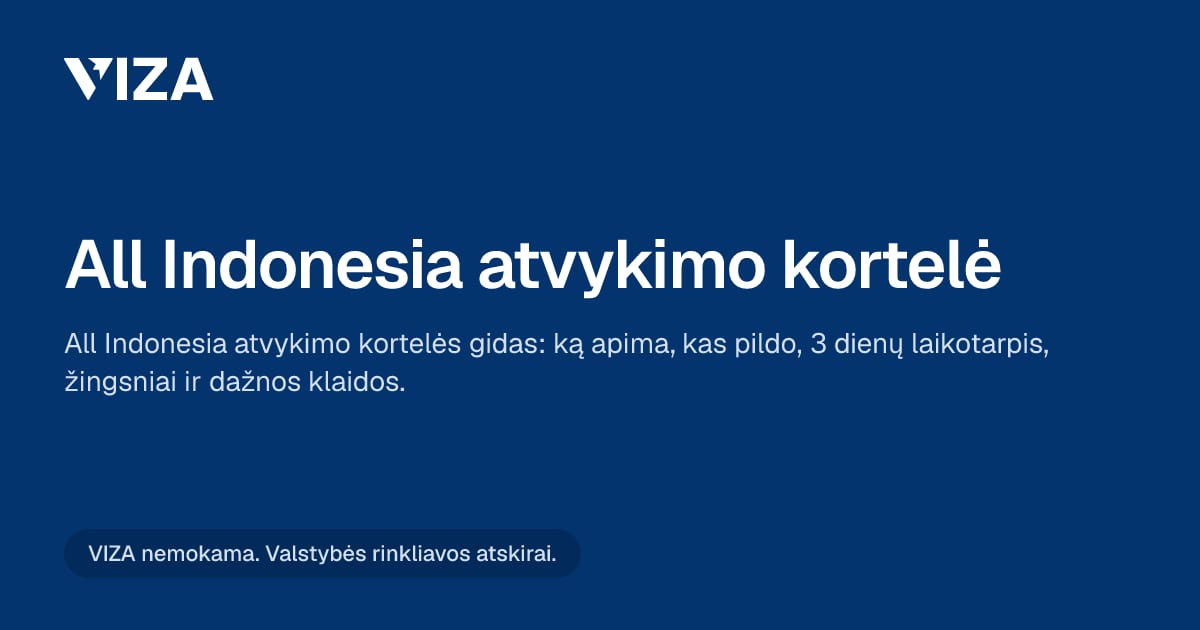 VIZA
All Indonesia atvykimo kortelė
All Indonesia atvykimo kortelės gidas: ką apima, kas pildo, 3 dienų laikotarpis,
žingsniai ir dažnos klaidos.
VIZA nemokama. Valstybės rinkliavos atskirai.